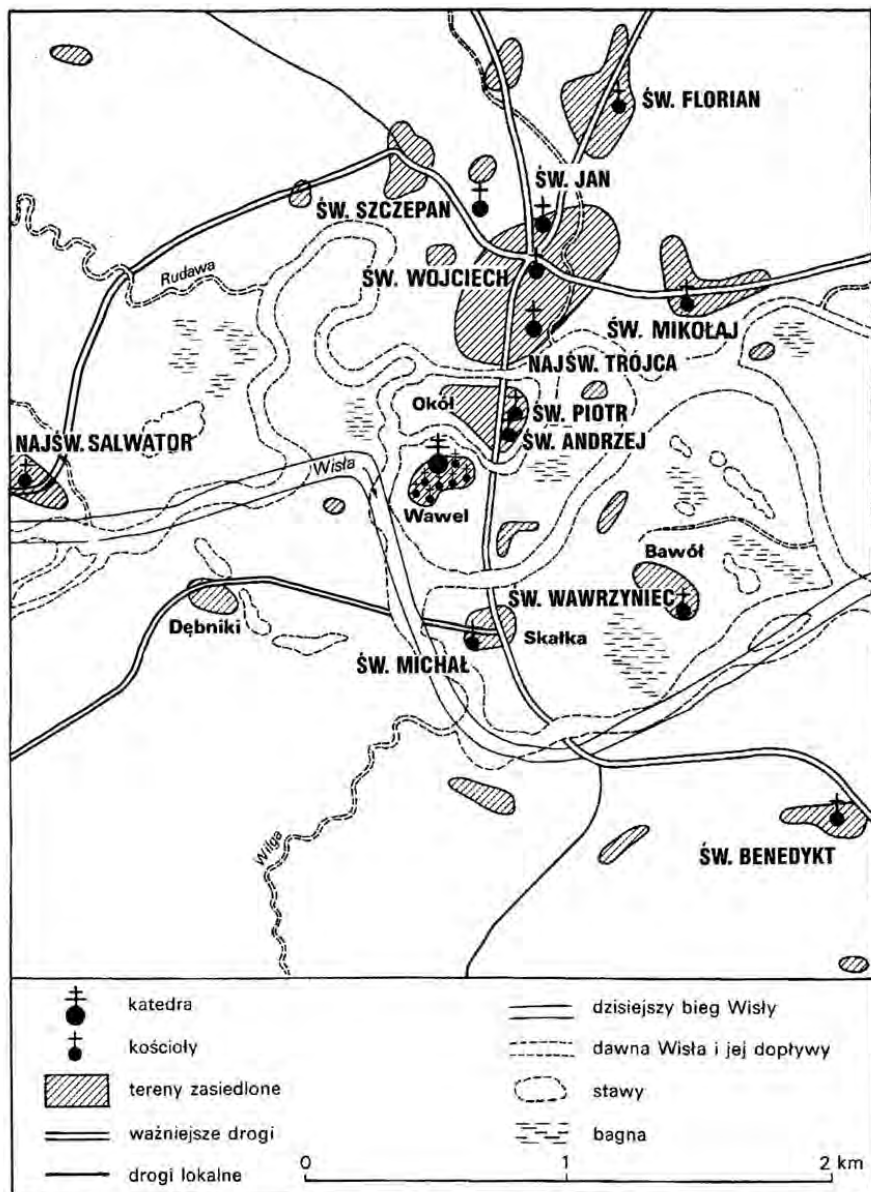 ŚW. FLORIAN
ŚW. JAN
ŚW. SZCZEPAN
Rudawa
ŚW. WOJCIECH
ŚW. MIKOŁAJ
NAJŚW. TRÓJCA
Okół
ŚW. PIOTR
NAJŚW. SALWATOR
ŚW. ANDRZEJ
Wisła
Wawel
Bawół
ŚW. WAWRZYNIEC
Dębniki
Skałka
ŚW. MICHAŁ
Wilga
ŚW. BENEDYKT
katedra
kościoły
tereny zasiedlone
ważniejsze drogi
drogi lokalne
dzisiejszy bieg Wisły
dawna Wisła i jej dopływy
stawy
bagna
0 1 2 km